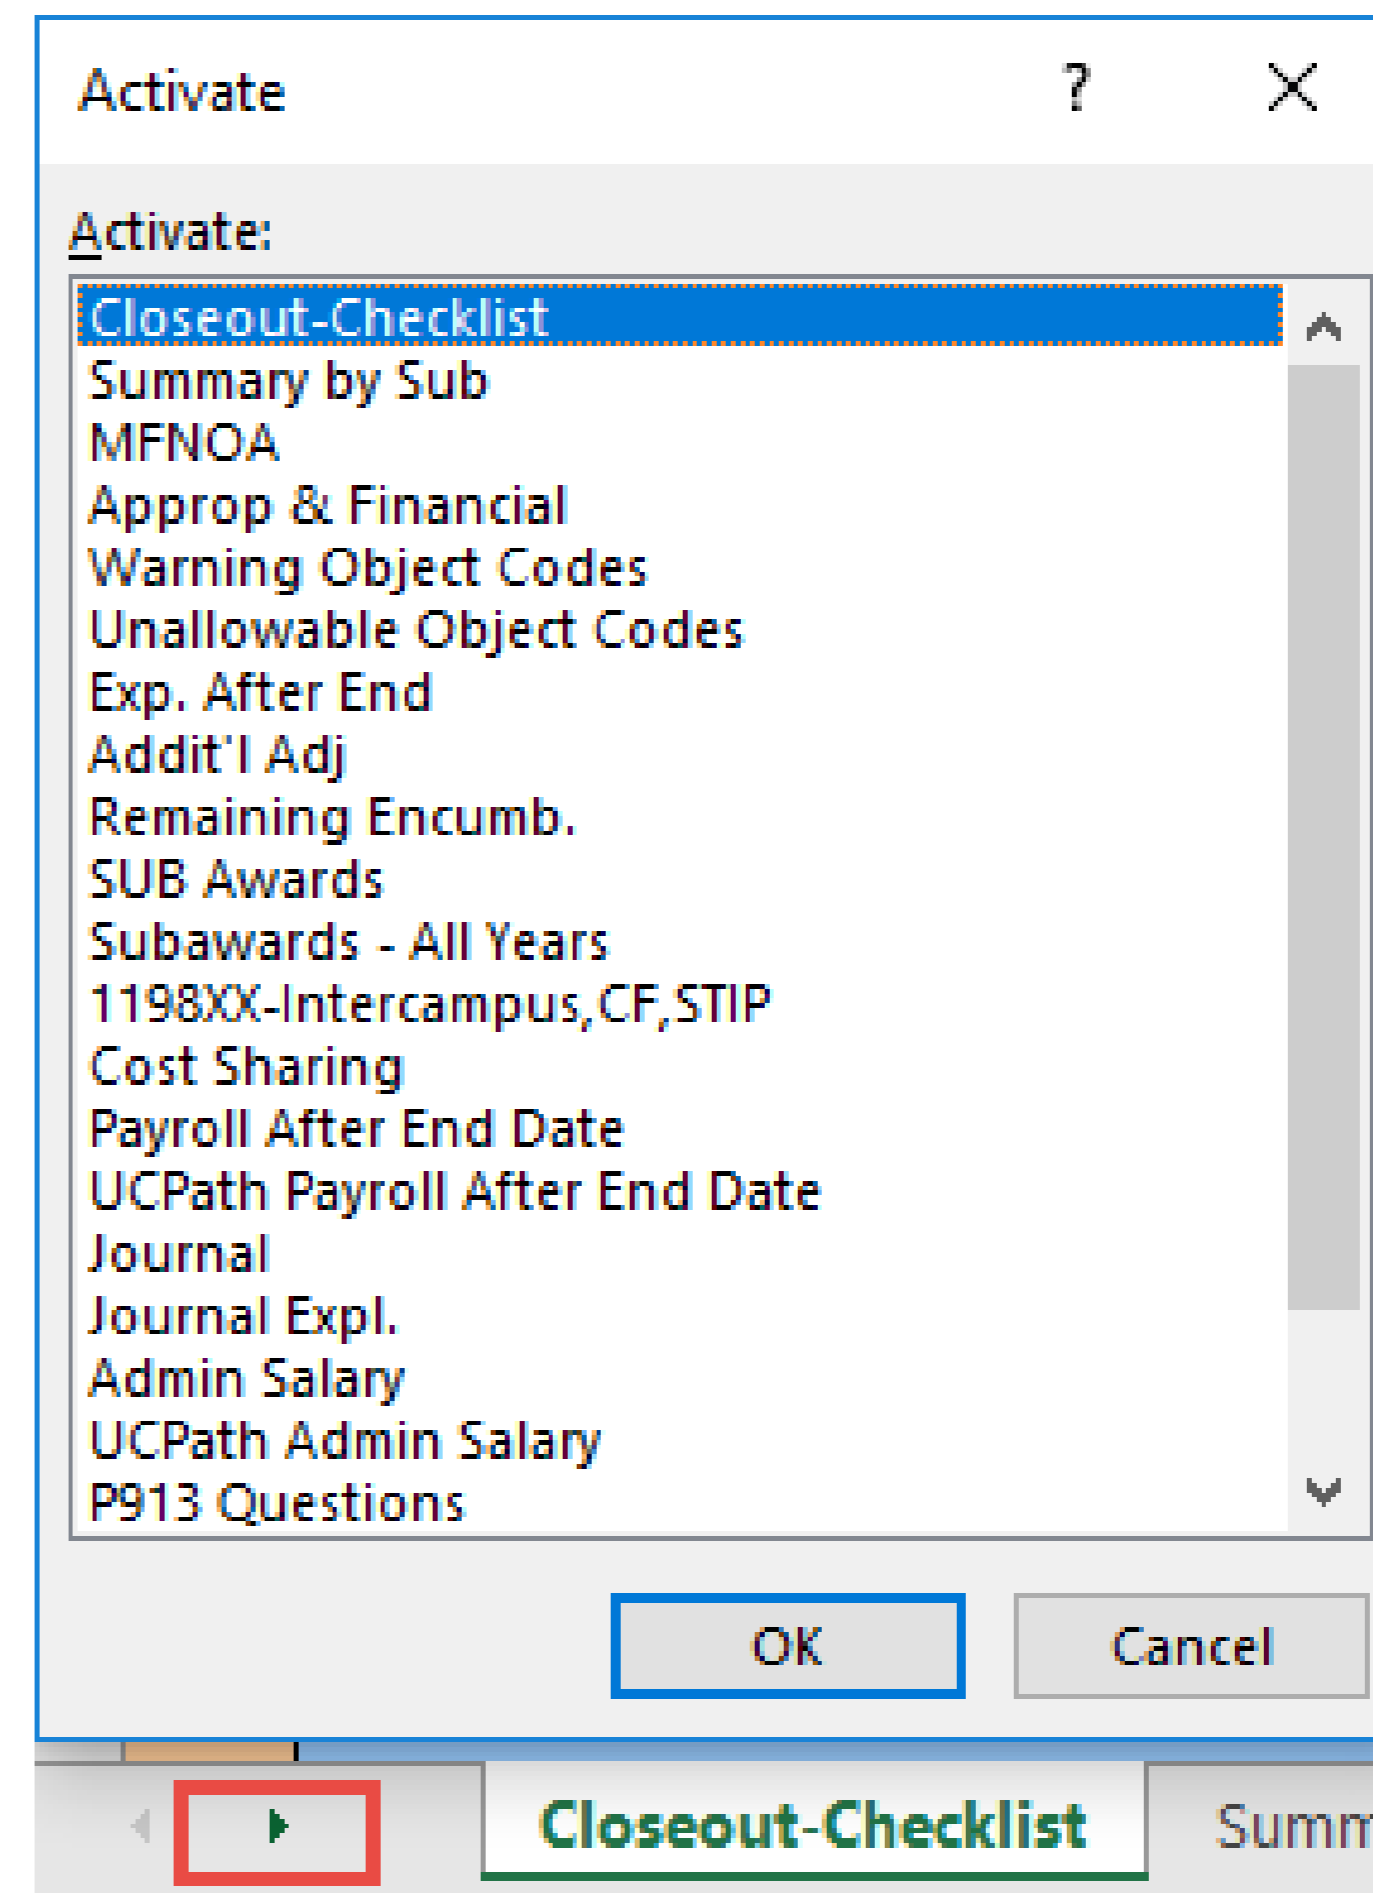 Activate ?
Activate:
Closeout-Checklist
Summary by Sub
MFNOA
Approp & Financial
Warning Object Codes
Unallowable Object Codes
Exp. After End
Addit'l Adj
Remaining Encumb.
SUB Awards
Subawards - All Years
1198XX-Intercampus,CF,STIP
Cost Sharing
Payroll After End Date
UCPath Payroll After End Date
Journal
Journal Expl.
Admin Salary
UCPath Admin Salary
P913 Questions
OK Cancel
Closeout-Checklist Summ